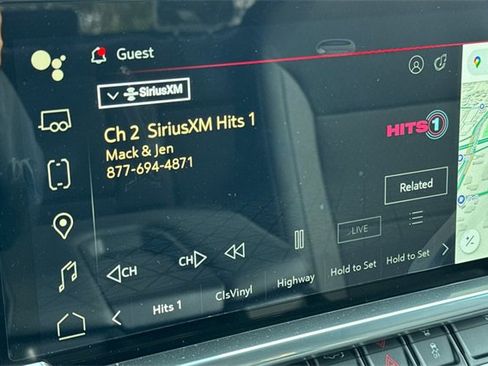 Guest
SiriusXM
Ch 2 SiriusXM Hits 1
Mack & Jen
877-694-4871
HITS 1
Related
LIVE
CH CH
Hits 1 ClsVinyl Highway Hold to Set Hold to Set